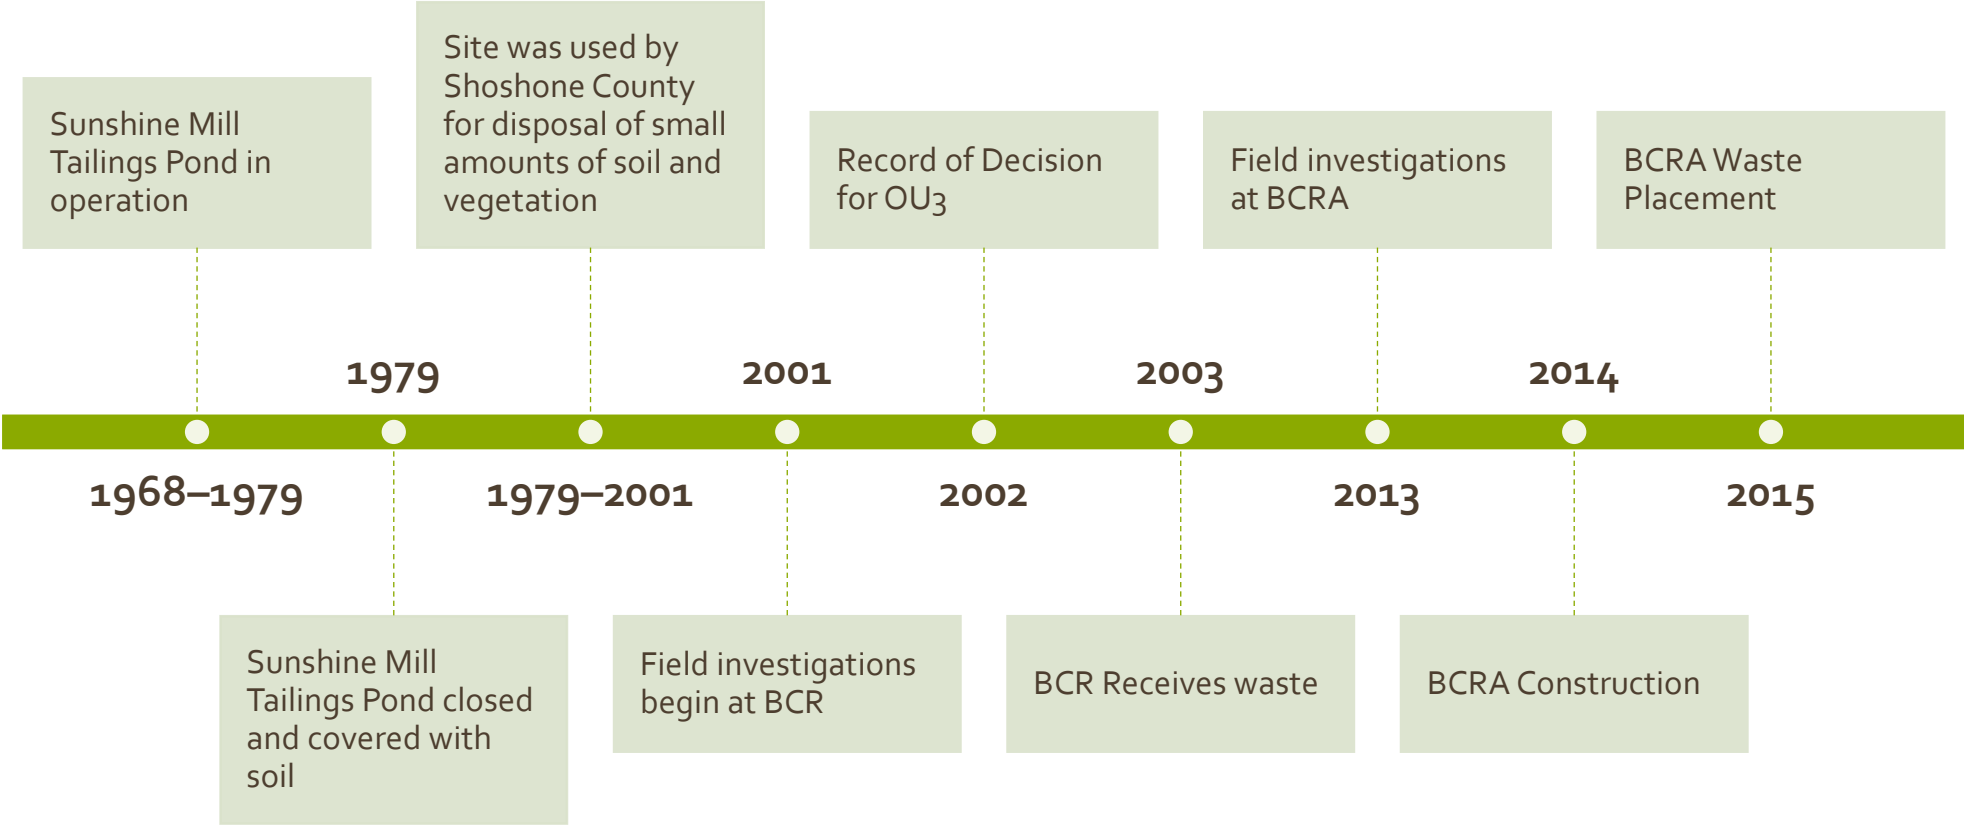 Site was used by
Shoshone County
for disposal of small
amounts of soil and
vegetation
Sunshine Mill
Tailings Pond in
operation
Record of Decision
for OU3
Field investigations
at BCRA
BCRA Waste
Placement
1979
2001
2003
2014
1968–1979
1979–2001
2002
2013
2015
Sunshine Mill
Tailings Pond closed
and covered with
soil
Field investigations
begin at BCR
BCR Receives waste
BCRA Construction